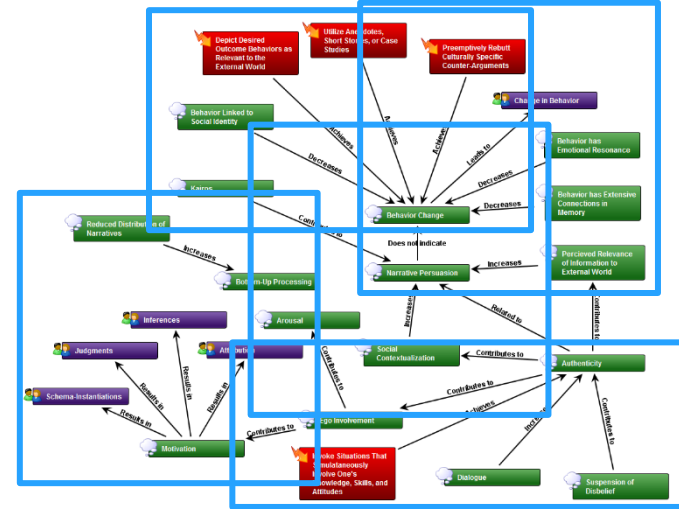 Depict Desired
Outcome Behaviors as
Relevant to the
External World
Utilize Anecdotes,
Short Stories, or Case
Studies
Preemptively Rebutt
Culturally Specific
Counter-Arguments
Change in Behavior
Behavior Linked to
Social Identity
Achieves
Achieves
Achieves
Leads to
Behavior has
Emotional Resonance
Decreases
Decreases
Kairos
Behavior has Extensive
Connections in
Memory
Decreases
Behavior Change
Reduced Distribution of
Narratives
Contributes to
Does not indicate
Increases
Percieved Relevance
of Information to
External World
Increases
Narrative Persuasion
Bottom-Up Processing
Inferences
Arousal
Increases
Related to
Contributes to
Judgments
Attribution
Social
Contextualization
Contributes to
Authenticity
Schema-Instantiations
Results in
Results in
Results in
Contributes to
Contributes to
Achieves
Increases
Contributes to
Ego Involvement
Contributes to
Motivation
Invoke Situations That
Simulataneously
Involve One's
Knowledge, Skills, and
Attitudes
Dialogue
Suspension of
Disbelief